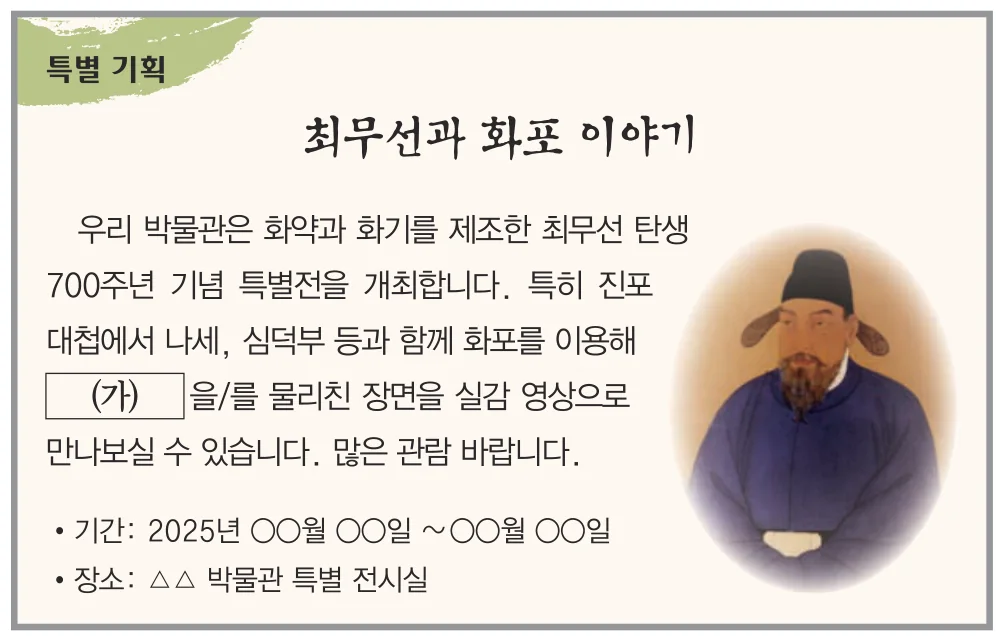 특별 기획
최무선과 화포 이야기
우리 박물관은 화약과 화기를 제조한 최무선 탄생
700주년 기념 특별전을 개최합니다. 특히 진포
대첩에서 나세, 심덕부 등과 함께 화포를 이용해
(가) 을/를 물리친 장면을 실감 영상으로
만나보실 수 있습니다. 많은 관람 바랍니다.
• 기간: 2025년 ○○월 ○○일 ~○○월 ○○일
• 장소: △△ 박물관 특별 전시실